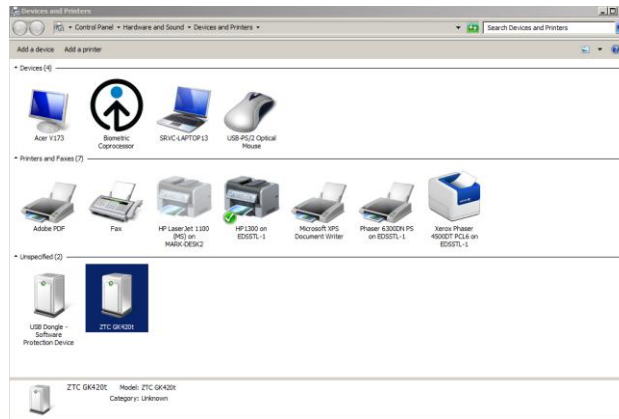 Devices and Printers
Control Panel
Hardware and Sound
Devices and Printers
Search Devices and Printers
Add a device
Add a printer
Devices (4)
Acer V173
Biometric
Coprocessor
SRVC-LAPTOP13
USB-PS/2 Optical
Mouse
Printers and Faxes (7)
Adobe PDF
Fax
HP LaserJet 1100
(MS) on
MARK-DESK2
HP1300 on
EDSSTL-1
Microsoft XPS
Document Writer
Phaser 6300DN PS
on EDSSTL-1
Xerox Phaser
4500DT PCL6 on
EDSSTL-1
Unspecified (2)
USB Dongle -
Software
Protection Device
ZTC GK420t
ZTC GK420t Model: ZTC GK420t
Category: Unknown